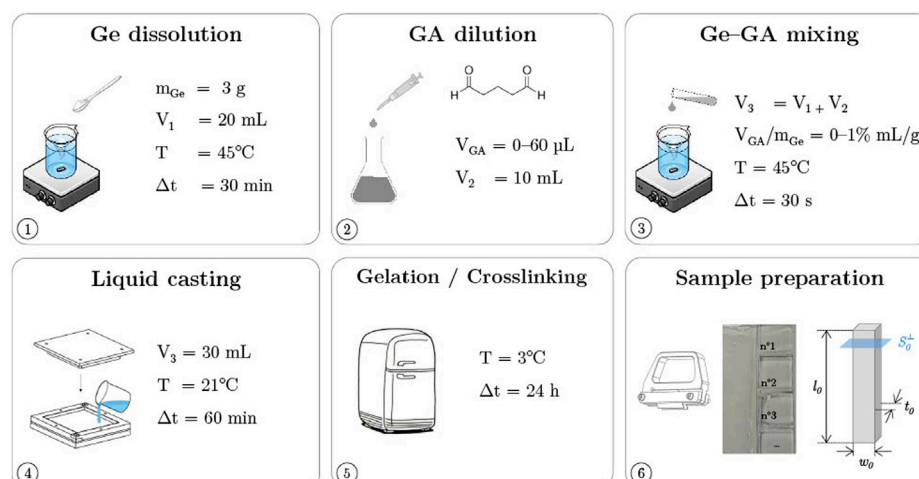 Ge dissolution
m_Ge = 3 g
V_1 = 20 mL
T = 45°C
Δt = 30 min
①
GA dilution
O O
H H
V_GA = 0–60 µL
V_2 = 10 mL
②
Ge–GA mixing
V_3 = V_1 + V_2
V_GA/m_Ge = 0–1% mL/g
T = 45°C
Δt = 30 s
③
Liquid casting
V_3 = 30 mL
T = 21°C
Δt = 60 min
④
Gelation / Crosslinking
T = 3°C
Δt = 24 h
⑤
Sample preparation
n°1
n°2
n°3
S_0^⊥
l_0
t_0
w_0
⑥